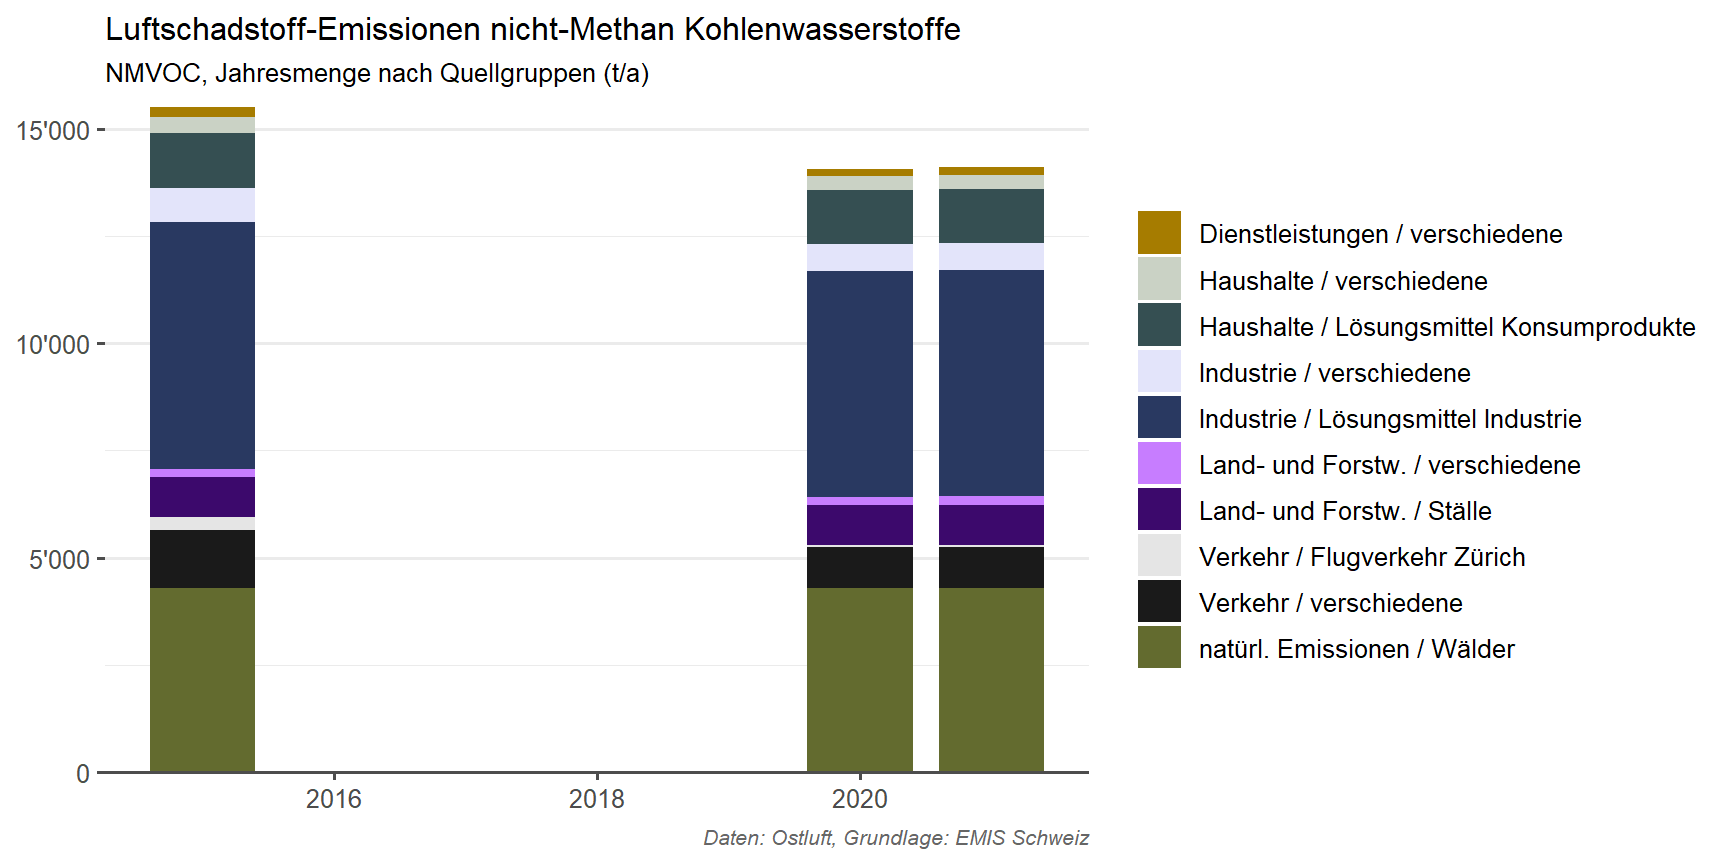 Luftschadstoff-Emissionen nicht-Methan Kohlenwasserstoffe
NMVOC, Jahresmenge nach Quellgruppen (t/a)
15'000
10'000
5'000
0
2016
2018
2020
Dienstleistungen / verschiedene
Haushalte / verschiedene
Haushalte / Lösungsmittel Konsumprodukte
Industrie / verschiedene
Industrie / Lösungsmittel Industrie
Land- und Forstw. / verschiedene
Land- und Forstw. / Ställe
Verkehr / Flugverkehr Zürich
Verkehr / verschiedene
natürl. Emissionen / Wälder
Daten: Ostluft, Grundlage: EMIS Schweiz